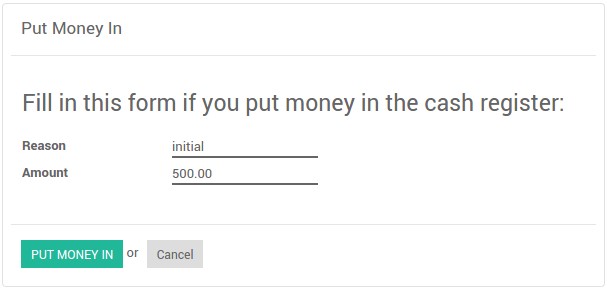 Put Money In
Fill in this form if you put money in the cash register:
Reason initial
Amount 500.00
PUT MONEY IN or Cancel